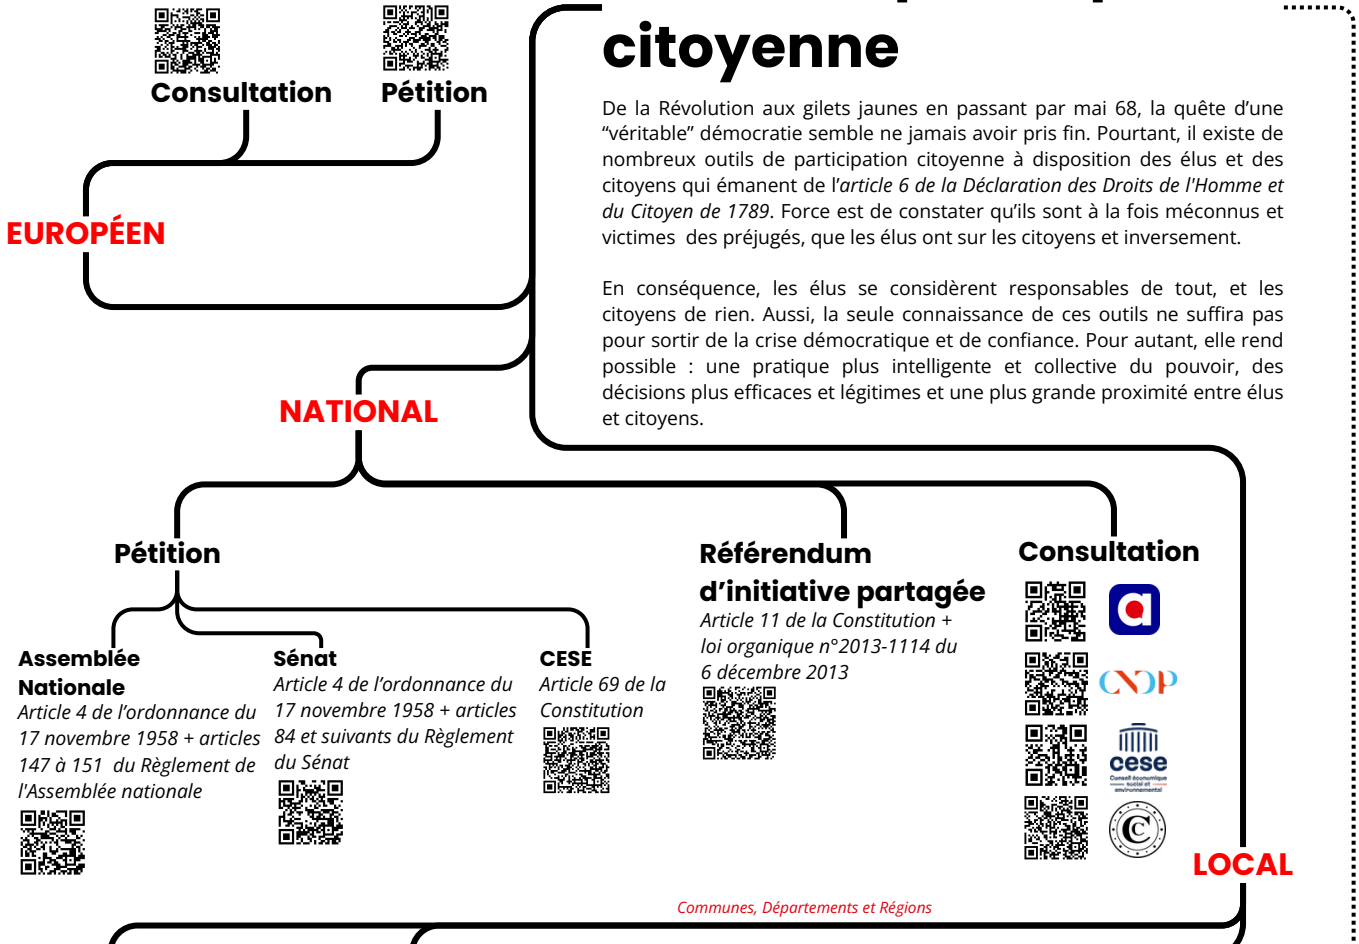 citoyenne
De la Révolution aux gilets jaunes en passant par mai 68, la quête d’une
“véritable” démocratie semble ne jamais avoir pris fin. Pourtant, il existe de
nombreux outils de participation citoyenne à disposition des élus et des
citoyens qui émanent de l’article 6 de la Déclaration des Droits de l'Homme et
du Citoyen de 1789. Force est de constater qu’ils sont à la fois méconnus et
victimes des préjugés, que les élus ont sur les citoyens et inversement.
En conséquence, les élus se considèrent responsables de tout, et les
citoyens de rien. Aussi, la seule connaissance de ces outils ne suffira pas
pour sortir de la crise démocratique et de confiance. Pour autant, elle rend
possible : une pratique plus intelligente et collective du pouvoir, des
décisions plus efficaces et légitimes et une plus grande proximité entre élus
et citoyens.
Consultation
Pétition
EUROPÉEN
NATIONAL
Pétition
Assemblée
Nationale
Article 4 de l’ordonnance du
17 novembre 1958 + articles
147 à 151 du Règlement de
l'Assemblée nationale
Sénat
Article 4 de l’ordonnance du
17 novembre 1958 + articles
84 et suivants du Règlement
du Sénat
CESE
Article 69 de la
Constitution
Référendum
d’initiative partagée
Article 11 de la Constitution +
loi organique n°2013-1114 du
6 décembre 2013
Consultation
a
CNDP
cese
Conseil économique
social et
environnemental
CC
LOCAL
Communes, Départements et Régions